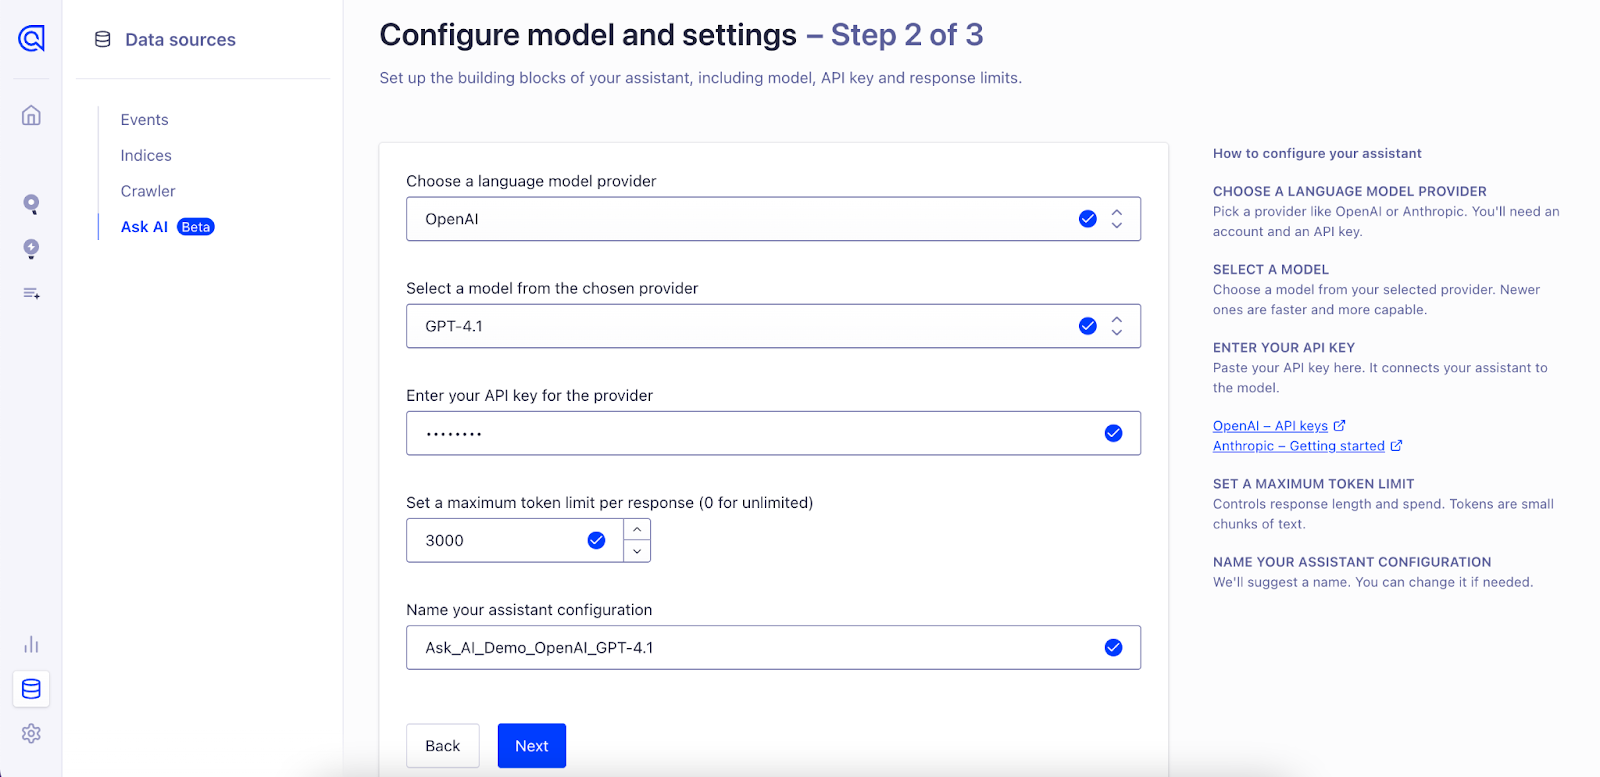 Data sources
Events
Indices
Crawler
Ask AI Beta
Configure model and settings – Step 2 of 3
Set up the building blocks of your assistant, including model, API key and response limits.
Choose a language model provider
OpenAI
Select a model from the chosen provider
GPT-4.1
Enter your API key for the provider
••••••••
Set a maximum token limit per response (0 for unlimited)
3000
Name your assistant configuration
Ask_AI_Demo_OpenAI_GPT-4.1
Back
Next
How to configure your assistant
CHOOSE A LANGUAGE MODEL PROVIDER
Pick a provider like OpenAI or Anthropic. You'll need an
account and an API key.
SELECT A MODEL
Choose a model from your selected provider. Newer
ones are faster and more capable.
ENTER YOUR API KEY
Paste your API key here. It connects your assistant to
the model.
OpenAI – API keys
Anthropic – Getting started
SET A MAXIMUM TOKEN LIMIT
Controls response length and spend. Tokens are small
chunks of text.
NAME YOUR ASSISTANT CONFIGURATION
We'll suggest a name. You can change it if needed.